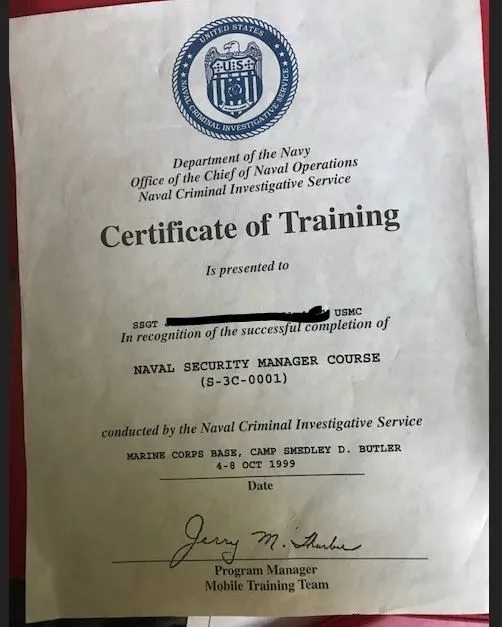 UNITED STATES
NAVAL CRIMINAL INVESTIGATIVE SERVICE
U.S
Department of the Navy
Office of the Chief of Naval Operations
Naval Criminal Investigative Service
Certificate of Training
Is presented to
SSGT USMC
In recognition of the successful completion of
NAVAL SECURITY MANAGER COURSE
(S-3C-0001)
conducted by the Naval Criminal Investigative Service
MARINE CORPS BASE, CAMP SMEDLEY D. BUTLER
4-8 OCT 1999
Date
Jerry M.
Program Manager
Mobile Training Team